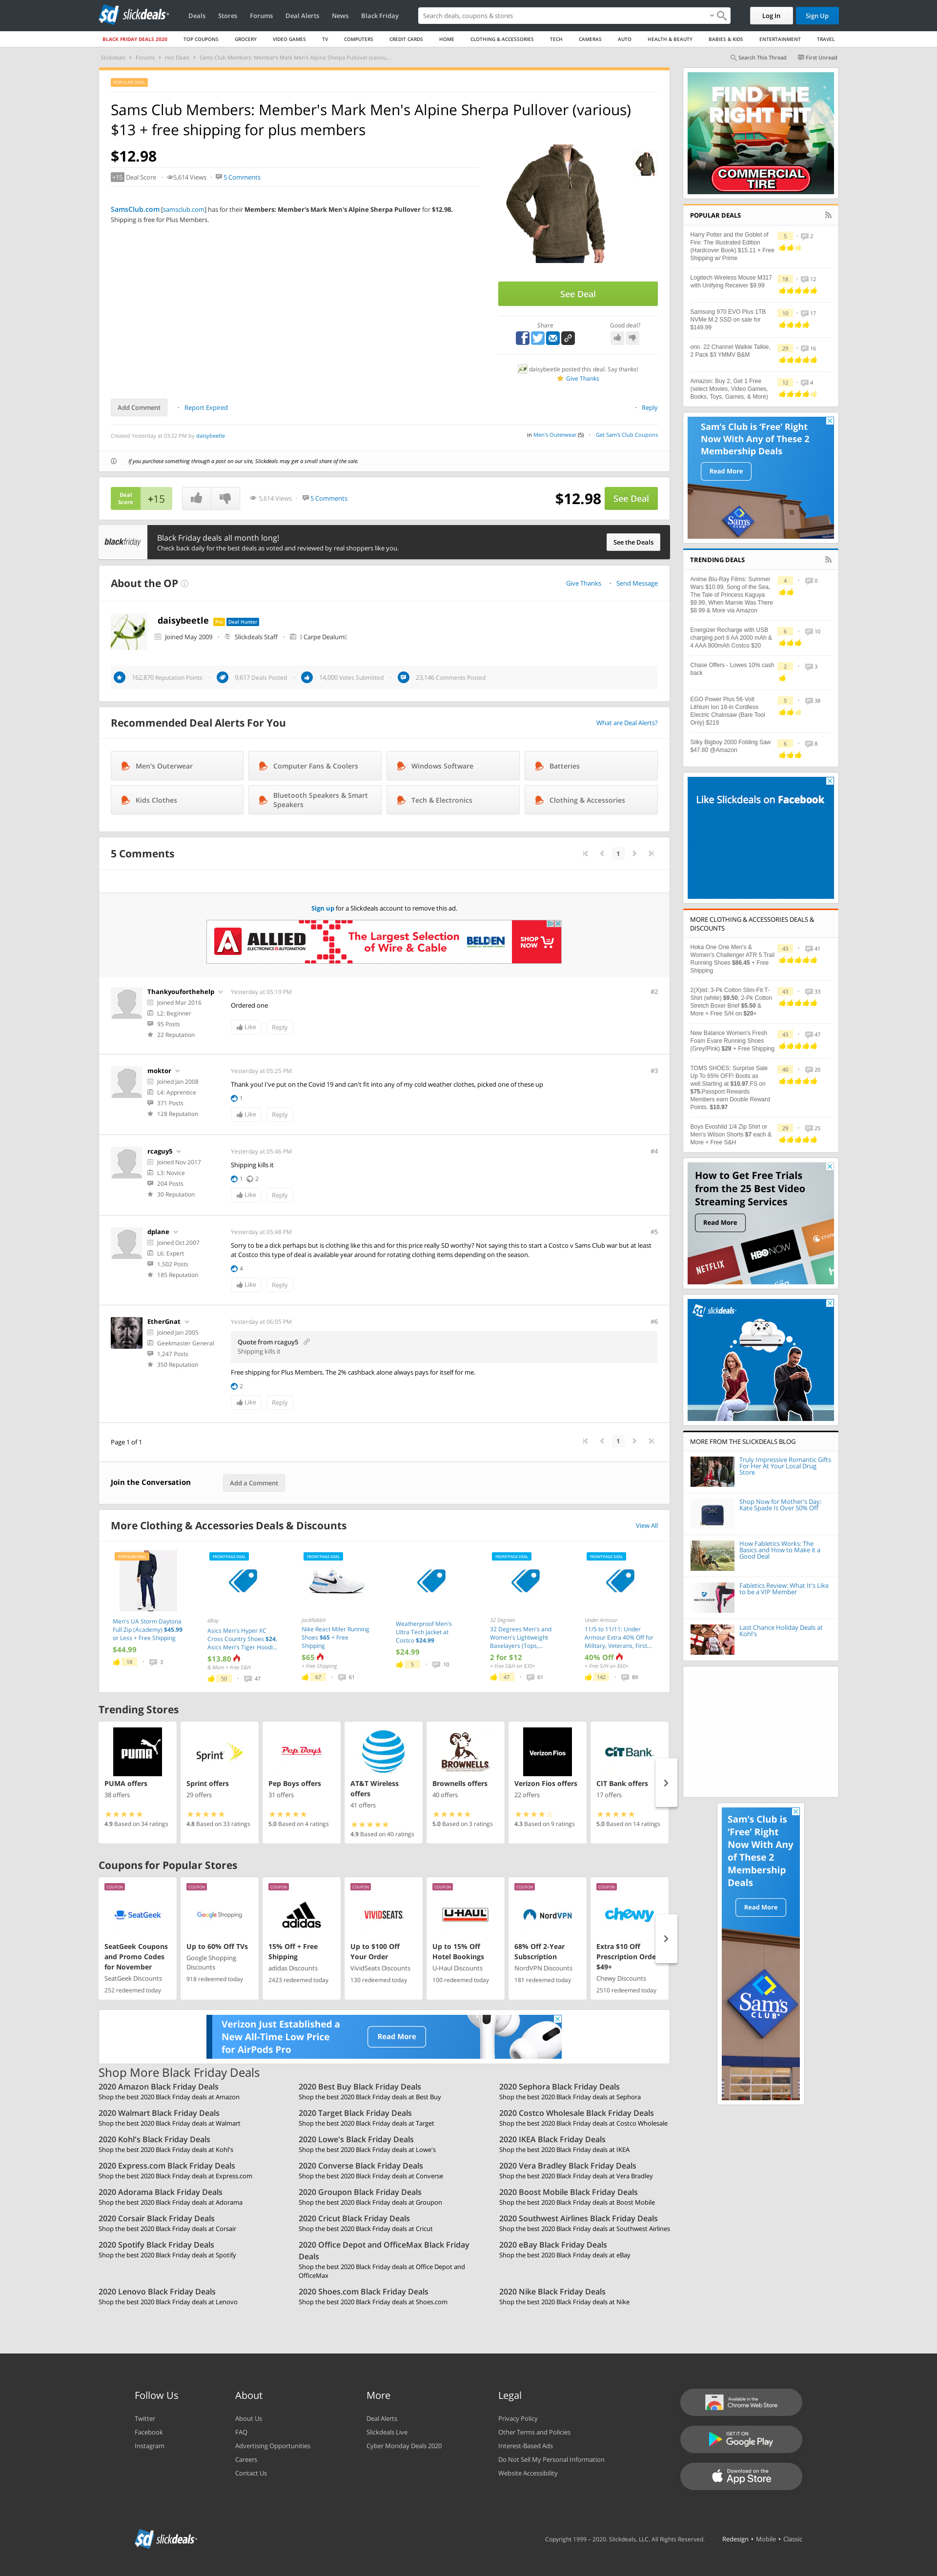 slickdeals
Deals Stores Forums Deal Alerts News Black Friday
Search deals, coupons & stores
Log In Sign Up
BLACK FRIDAY DEALS 2020 TOP COUPONS GROCERY VIDEO GAMES TV COMPUTERS CREDIT CARDS HOME CLOTHING & ACCESSORIES TECH CAMERAS AUTO HEALTH & BEAUTY BABIES & KIDS ENTERTAINMENT TRAVEL
Slickdeals Forums Hot Deals Sams Club Members: Member's Mark Men's Alpine Sherpa Pullover (variou...
Search This Thread First Unread
POPULAR DEAL
Sams Club Members: Member's Mark Men's Alpine Sherpa Pullover (various)
$13 + free shipping for plus members
$12.98
+15 Deal Score 5,614 Views 5 Comments
SamsClub.com [samsclub.com] has for their Members: Member's Mark Men's Alpine Sherpa Pullover for $12.98.
Shipping is free for Plus Members.
See Deal
Share Good deal?
daisybeetle posted this deal. Say thanks!
Give Thanks
Add Comment Report Expired Reply
Created Yesterday at 03:22 PM by daisybeetle
in Men's Outerwear (5) Get Sam's Club Coupons
If you purchase something through a post on our site, Slickdeals may get a small share of the sale.
Deal Score +15 5,614 Views 5 Comments $12.98 See Deal
blackfriday
Black Friday deals all month long!
Check back daily for the best deals as voted and reviewed by real shoppers like you.
See the Deals
About the OP Give Thanks Send Message
daisybeetle Pro Deal Hunter
Joined May 2009 Slickdeals Staff Carpe Dealum
162,870 Reputation Points 9,617 Deals Posted 14,000 Votes Submitted 23,146 Comments Posted
Recommended Deal Alerts For You What are Deal Alerts?
Men's Outerwear Computer Fans & Coolers Windows Software Batteries
Kids Clothes Bluetooth Speakers & Smart Speakers Tech & Electronics Clothing & Accessories
5 Comments 1
Sign up for a Slickdeals account to remove this ad.
ALLIED ELECTRONICS & AUTOMATION
The Largest Selection
of Wire & Cable
BELDEN
SHOP NOW
Thankyouforthehelp
Joined Mar 2016
L2: Beginner
95 Posts
22 Reputation
Yesterday at 05:19 PM #2
Ordered one
Like Reply
moktor
Joined Jan 2008
L4: Apprentice
371 Posts
128 Reputation
Yesterday at 05:25 PM #3
Thank you! I've put on the Covid 19 and can't fit into any of my cold weather clothes, picked one of these up
1
Like Reply
rcaguy5
Joined Nov 2017
L3: Novice
204 Posts
30 Reputation
Yesterday at 05:46 PM #4
Shipping kills it
1 2
Like Reply
dplane
Joined Oct 2007
L6: Expert
1,502 Posts
185 Reputation
Yesterday at 05:48 PM #5
Sorry to be a dick perhaps but is clothing like this and for this price really SD worthy? Not saying this to start a Costco v Sams Club war but at least
at Costco this type of deal is available year around for rotating clothing items depending on the season.
4
Like Reply
EtherGnat
Joined Jan 2005
Geekmaster General
1,247 Posts
350 Reputation
Yesterday at 06:05 PM #6
Quote from rcaguy5
Shipping kills it
Free shipping for Plus Members. The 2% cashback alone always pays for itself for me.
2
Like Reply
Page 1 of 1 1
Join the Conversation Add a Comment
More Clothing & Accessories Deals & Discounts View All
POPULAR DEAL
Men's UA Storm Daytona
Full Zip (Academy) $45.99
or Less + Free Shipping
$44.99
18 3
FRONTPAGE DEAL
eBay
Asics Men's Hyper XC
Cross Country Shoes $24,
Asics Men's Tiger Hoodi...
$13.80
& More + Free S&H
50 47
FRONTPAGE DEAL
JackRabbit
Nike React Miler Running
Shoes $65 + Free
Shipping
$65
+ Free Shipping
67 61
Weatherproof Men's
Ultra Tech Jacket at
Costco $24.99
$24.99
5 10
FRONTPAGE DEAL
32 Degrees
32 Degrees Men's and
Women's Lightweight
Baselayers (Tops,...
2 for $12
+ Free S&H on $30+
47 61
FRONTPAGE DEAL
Under Armour
11/5 to 11/11: Under
Armour Extra 40% Off for
Military, Veterans, First...
40% Off
+ Free S/H on $60+
142 89
Trending Stores
PUMA offers
38 offers
4.9 Based on 34 ratings
Sprint
Sprint offers
29 offers
4.8 Based on 33 ratings
Pep Boys
Pep Boys offers
31 offers
5.0 Based on 4 ratings
AT&T Wireless
offers
41 offers
4.9 Based on 40 ratings
BROWNELLS
Brownells offers
40 offers
5.0 Based on 3 ratings
Verizon Fios
Verizon Fios offers
22 offers
4.3 Based on 9 ratings
CIT Bank
CIT Bank offers
17 offers
5.0 Based on 14 ratings
Coupons for Popular Stores
COUPON
SeatGeek
SeatGeek Coupons
and Promo Codes
for November
SeatGeek Discounts
252 redeemed today
COUPON
Google Shopping
Up to 60% Off TVs
Google Shopping
Discounts
918 redeemed today
COUPON
adidas
15% Off + Free
Shipping
adidas Discounts
2423 redeemed today
COUPON
VIVID SEATS
Up to $100 Off
Your Order
VividSeats Discounts
130 redeemed today
COUPON
U-HAUL
Up to 15% Off
Hotel Bookings
U-Haul Discounts
100 redeemed today
COUPON
NordVPN
68% Off 2-Year
Subscription
NordVPN Discounts
181 redeemed today
COUPON
chewy
Extra $10 Off
Prescription Orde
$49+
Chewy Discounts
2510 redeemed today
Verizon Just Established a
New All-Time Low Price
for AirPods Pro
Read More
Shop More Black Friday Deals
2020 Amazon Black Friday Deals 2020 Best Buy Black Friday Deals 2020 Sephora Black Friday Deals
Shop the best 2020 Black Friday deals at Amazon Shop the best 2020 Black Friday deals at Best Buy Shop the best 2020 Black Friday deals at Sephora
2020 Walmart Black Friday Deals 2020 Target Black Friday Deals 2020 Costco Wholesale Black Friday Deals
Shop the best 2020 Black Friday deals at Walmart Shop the best 2020 Black Friday deals at Target Shop the best 2020 Black Friday deals at Costco Wholesale
2020 Kohl's Black Friday Deals 2020 Lowe's Black Friday Deals 2020 IKEA Black Friday Deals
Shop the best 2020 Black Friday deals at Kohl's Shop the best 2020 Black Friday deals at Lowe's Shop the best 2020 Black Friday deals at IKEA
2020 Express.com Black Friday Deals 2020 Converse Black Friday Deals 2020 Vera Bradley Black Friday Deals
Shop the best 2020 Black Friday deals at Express.com Shop the best 2020 Black Friday deals at Converse Shop the best 2020 Black Friday deals at Vera Bradley
2020 Adorama Black Friday Deals 2020 Groupon Black Friday Deals 2020 Boost Mobile Black Friday Deals
Shop the best 2020 Black Friday deals at Adorama Shop the best 2020 Black Friday deals at Groupon Shop the best 2020 Black Friday deals at Boost Mobile
2020 Corsair Black Friday Deals 2020 Cricut Black Friday Deals 2020 Southwest Airlines Black Friday Deals
Shop the best 2020 Black Friday deals at Corsair Shop the best 2020 Black Friday deals at Cricut Shop the best 2020 Black Friday deals at Southwest Airlines
2020 Spotify Black Friday Deals 2020 Office Depot and OfficeMax Black Friday Deals 2020 eBay Black Friday Deals
Shop the best 2020 Black Friday deals at Spotify Shop the best 2020 Black Friday deals at Office Depot and OfficeMax Shop the best 2020 Black Friday deals at eBay
2020 Lenovo Black Friday Deals 2020 Shoes.com Black Friday Deals 2020 Nike Black Friday Deals
Shop the best 2020 Black Friday deals at Lenovo Shop the best 2020 Black Friday deals at Shoes.com Shop the best 2020 Black Friday deals at Nike
FIND THE
RIGHT FIT
COMMERCIAL
TIRE
POPULAR DEALS
Harry Potter and the Goblet of
Fire: The Illustrated Edition
(Hardcover Book) $15.11 + Free
Shipping w/ Prime
5 2
Logitech Wireless Mouse M317
with Unifying Receiver $9.99
18 12
Samsung 970 EVO Plus 1TB
NVMe M.2 SSD on sale for
$149.99
10 17
onn. 22 Channel Walkie Talkie,
2 Pack $3 YMMV B&M
29 16
Amazon: Buy 2, Get 1 Free
(select Movies, Video Games,
Books, Toys, Games, & More)
12 4
Sam's Club is 'Free' Right
Now With Any of These 2
Membership Deals
Read More
Sam's
TRENDING DEALS
Anime Blu-Ray Films: Summer
Wars $10.99, Song of the Sea,
The Tale of Princess Kaguya
$9.99, When Marnie Was There
$8.99 & More via Amazon
4 0
Energizer Recharge with USB
charging port 6 AA 2000 mAh &
4 AAA 800mAh Costco $20
6 10
Chase Offers - Lowes 10% cash
back
2 3
EGO Power Plus 56-Volt
Lithium Ion 18-in Cordless
Electric Chainsaw (Bare Tool
Only) $219
5 38
Silky Bigboy 2000 Folding Saw
$47.80 @Amazon
6 8
Like Slickdeals on Facebook
MORE CLOTHING & ACCESSORIES DEALS &
DISCOUNTS
Hoka One One Men's &
Women's Challenger ATR 5 Trail
Running Shoes $86.45 + Free
Shipping
43 41
2(X)ist: 3-Pk Cotton Slim-Fit T-
Shirt (white) $9.50, 2-Pk Cotton
Stretch Boxer Brief $5.50 &
More + Free S/H on $20+
43 33
New Balance Women's Fresh
Foam Evare Running Shoes
(Grey/Pink) $29 + Free Shipping
43 47
TOMS SHOES: Surprise Sale
Up To 65% OFF! Boots as
well.Starting at $10.97.FS on
$75.Passport Rewards
Members earn Double Reward
Points. $10.97
40 20
Boys Evoshild 1/4 Zip Shirt or
Men's Wilson Shorts $7 each &
More + Free S&H
29 25
How to Get Free Trials
from the 25 Best Video
Streaming Services
Read More
NETFLIX HBO NOW crunchyroll
slickdeals
MORE FROM THE SLICKDEALS BLOG
Truly Impressive Romantic Gifts
For Her At Your Local Drug
Store
Shop Now for Mother's Day:
Kate Spade Is Over 50% Off
How Fabletics Works: The
Basics and How to Make it a
Good Deal
Fabletics Review: What It's Like
to be a VIP Member
Last Chance Holiday Deals at
Kohl's
Sam's Club is
'Free' Right
Now With Any
of These 2
Membership
Deals
Read More
Sam's
CLUB
Follow Us About More Legal
Twitter About Us Deal Alerts Privacy Policy
Facebook FAQ Slickdeals Live Other Terms and Policies
Instagram Advertising Opportunities Cyber Monday Deals 2020 Interest-Based Ads
Careers Do Not Sell My Personal Information
Contact Us Website Accessibility
Available in the
Chrome Web Store
GET IT ON
Google Play
Download on the
App Store
slickdeals
Copyright 1999 - 2020. Slickdeals, LLC. All Rights Reserved. Redesign • Mobile • Classic